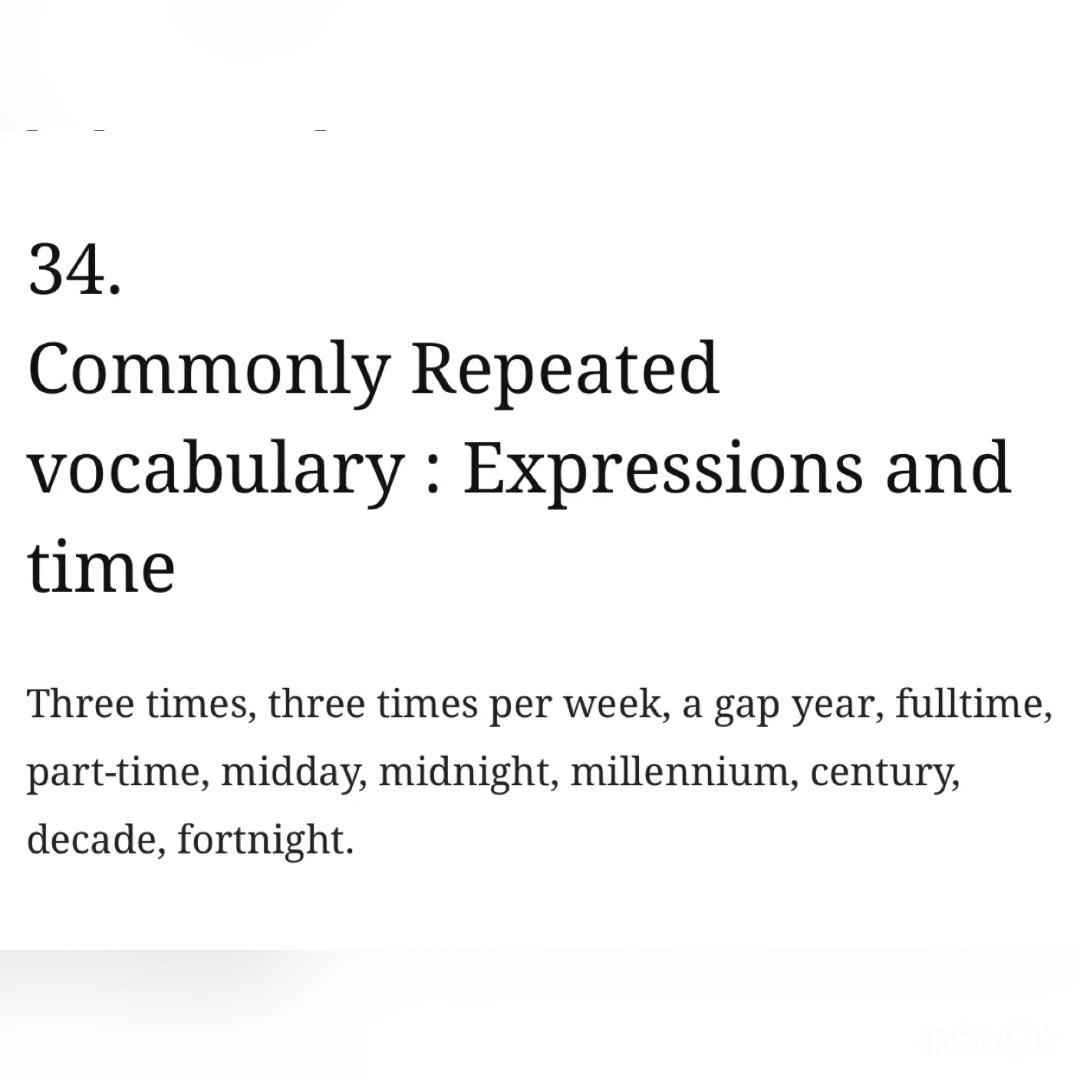 34.
Commonly Repeated
vocabulary : Expressions and
time
Three times, three times per week, a gap year, fulltime,
part-time, midday, midnight, millennium, century,
decade, fortnight.
InShOt